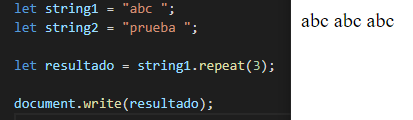 let string1 = "abc ";
let string2 = "prueba ";
let resultado = string1.repeat(3);
document.write(resultado);
abc abc abc